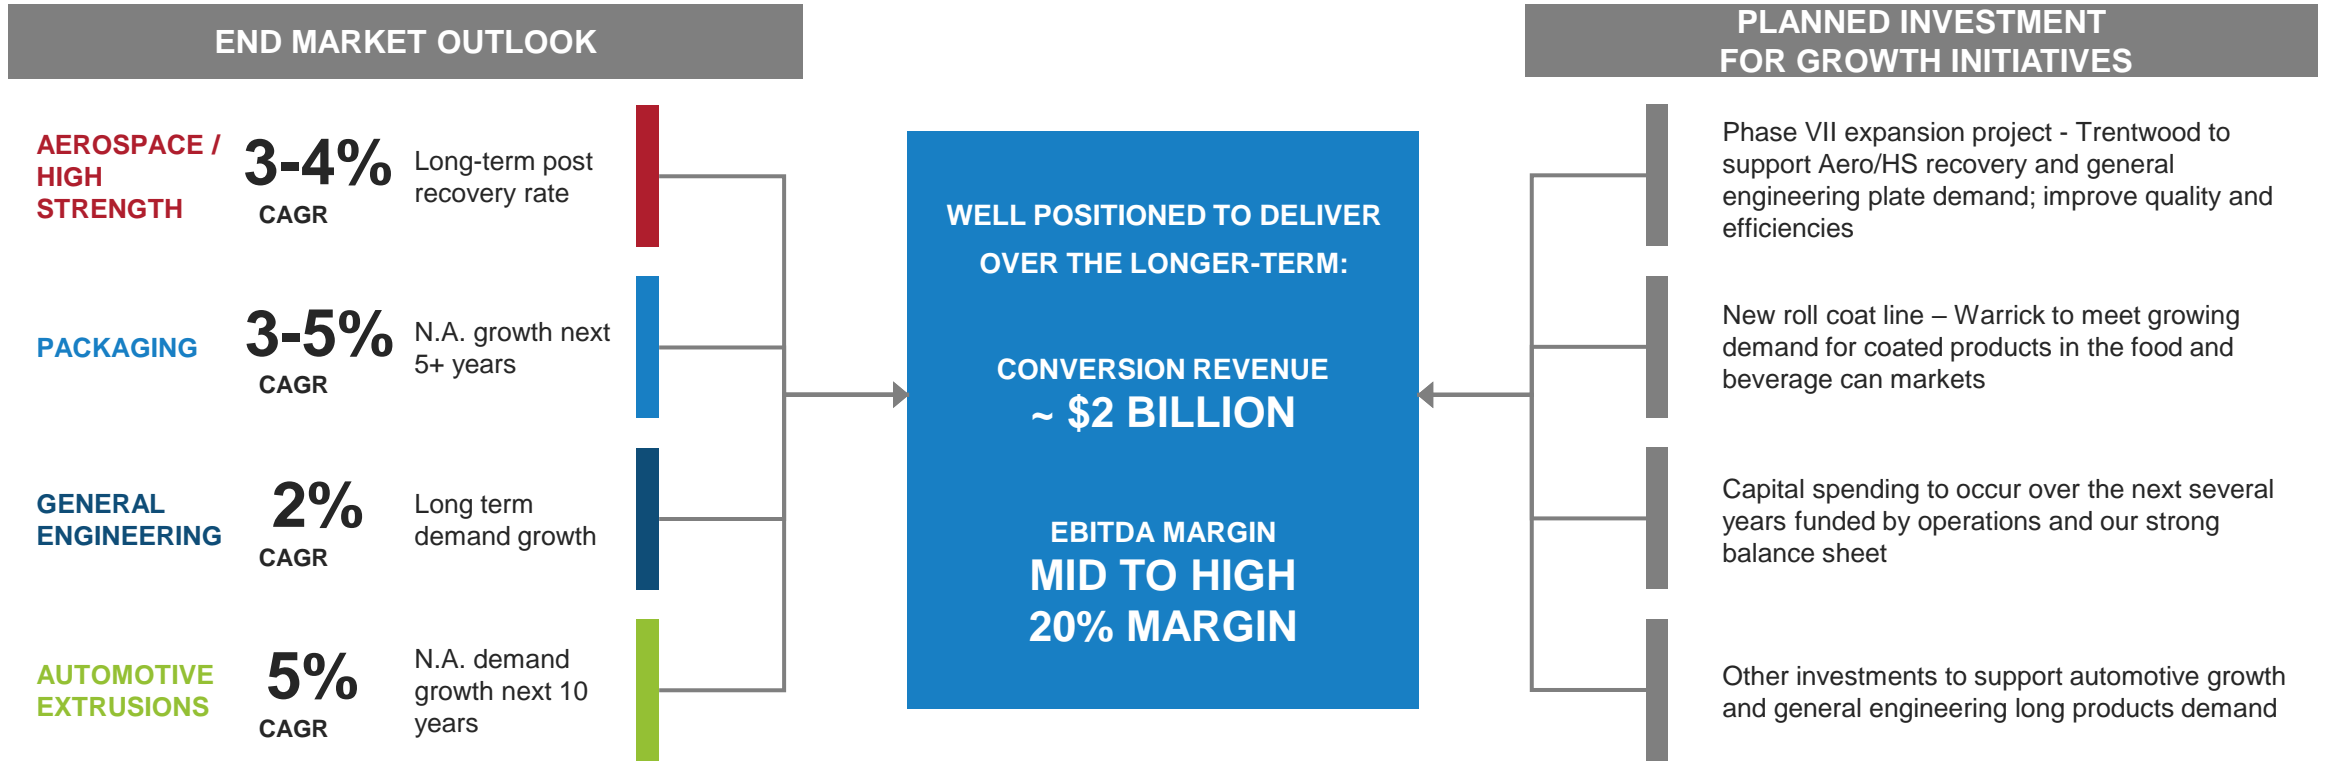 END MARKET OUTLOOK
AEROSPACE /
HIGH
STRENGTH
3-4%
CAGR
Long-term post
recovery rate
PACKAGING
3-5%
CAGR
N.A. growth next
5+ years
GENERAL
ENGINEERING
2%
CAGR
Long term
demand growth
AUTOMOTIVE
EXTRUSIONS
5%
CAGR
N.A. demand
growth next 10
years
WELL POSITIONED TO DELIVER
OVER THE LONGER-TERM:
CONVERSION REVENUE
~ $2 BILLION
EBITDA MARGIN
MID TO HIGH
20% MARGIN
PLANNED INVESTMENT
FOR GROWTH INITIATIVES
Phase VII expansion project - Trentwood to
support Aero/HS recovery and general
engineering plate demand; improve quality and
efficiencies
New roll coat line – Warrick to meet growing
demand for coated products in the food and
beverage can markets
Capital spending to occur over the next several
years funded by operations and our strong
balance sheet
Other investments to support automotive growth
and general engineering long products demand